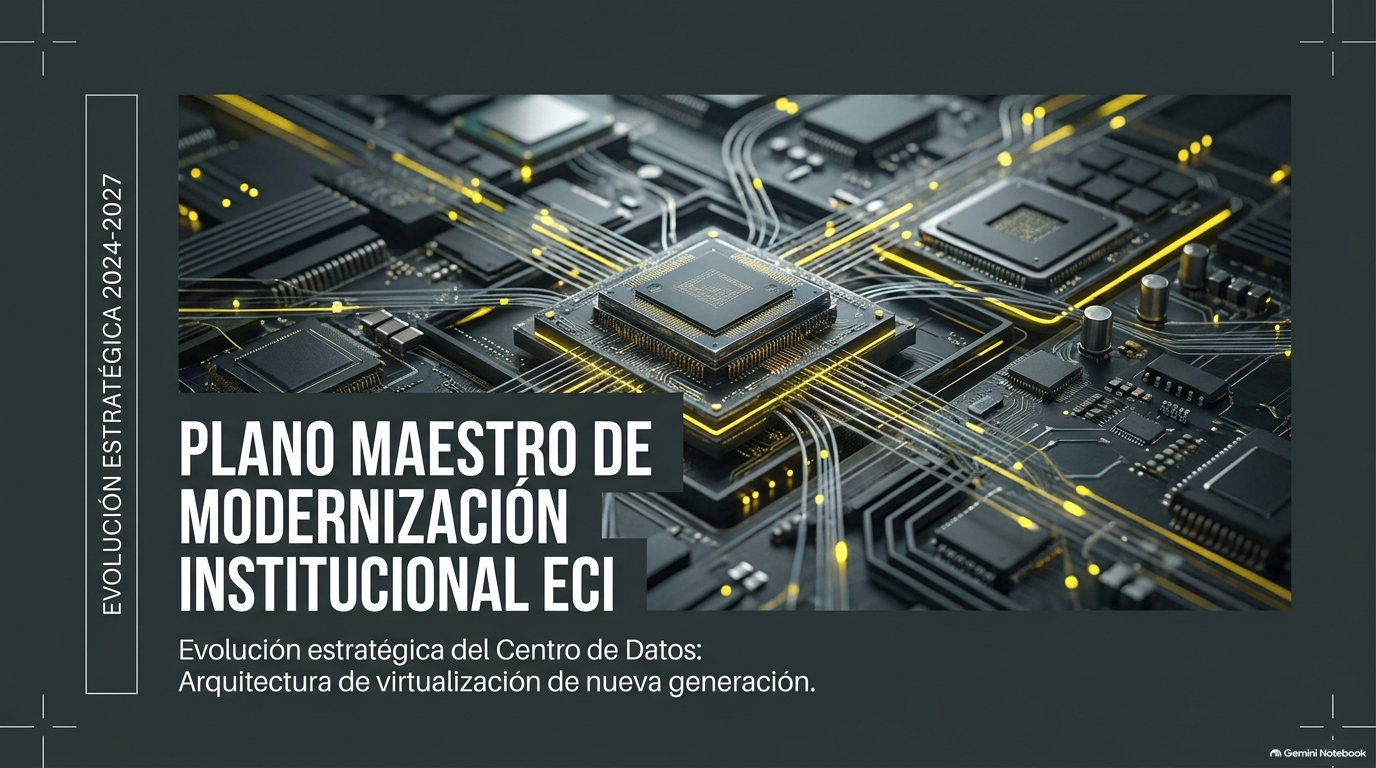 EVOLUCIÓN ESTRATÉGICA 2024-2027
PLANO MAESTRO DE
MODERNIZACIÓN
INSTITUCIONAL ECI
Evolución estratégica del Centro de Datos:
Arquitectura de virtualización de nueva generación.
Gemini Notebook